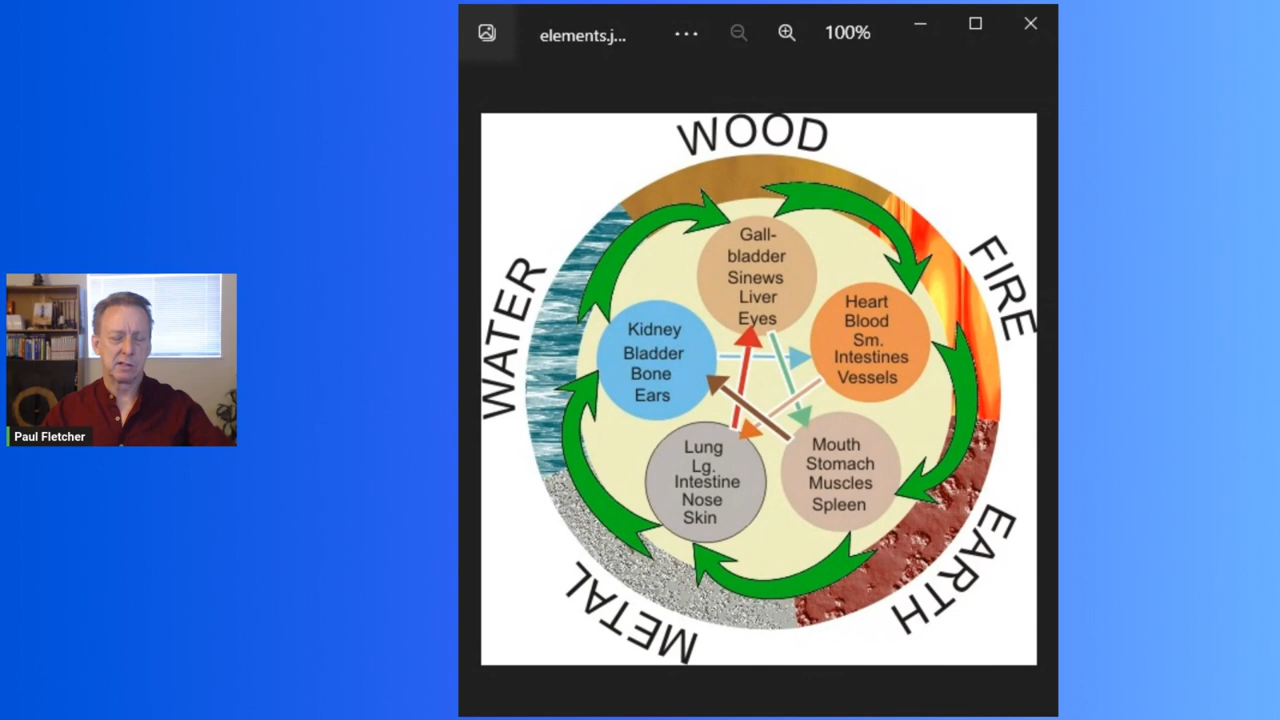 elements.j...
...
100%
WOOD
FIRE
EARTH
METAL
WATER
Gall-
bladder
Sinews
Liver
Eyes
Heart
Blood
Sm.
Intestines
Vessels
Mouth
Stomach
Muscles
Spleen
Lung
Lg.
Intestine
Nose
Skin
Kidney
Bladder
Bone
Ears
Paul Fletcher